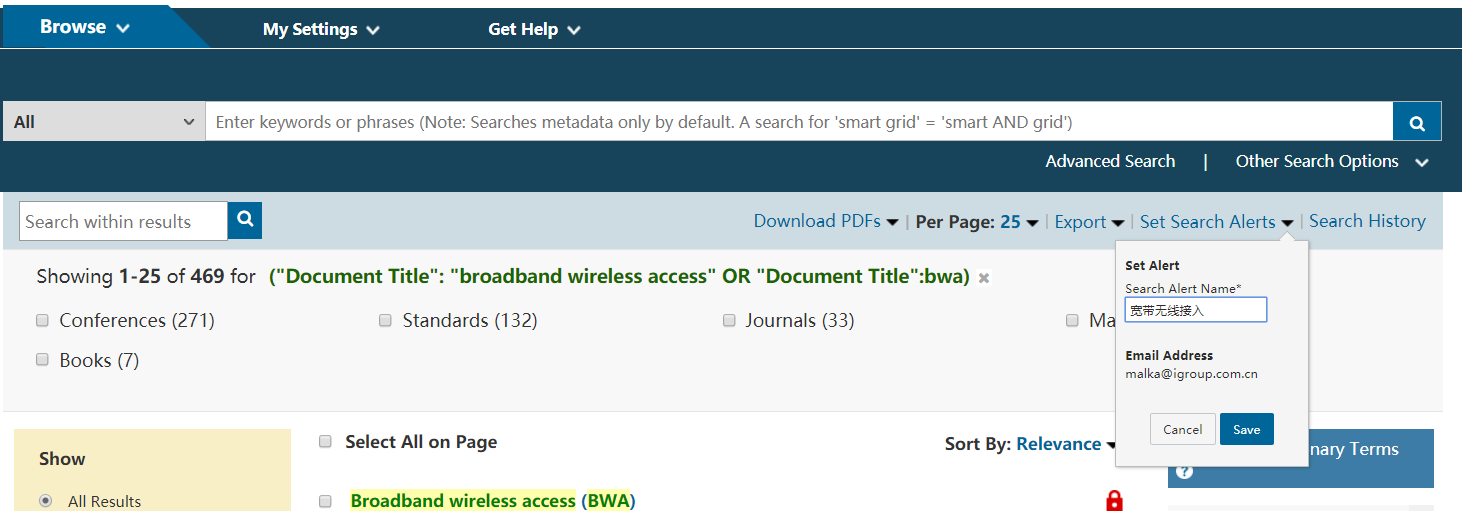 Browse My Settings Get Help
All Enter keywords or phrases (Note: Searches metadata only by default. A search for 'smart grid' = 'smart AND grid')
Advanced Search | Other Search Options
Search within results Download PDFs | Per Page: 25 | Export | Set Search Alerts | Search History
Showing 1-25 of 469 for ("Document Title": "broadband wireless access" OR "Document Title":bwa) ×
Conferences (271) Standards (132) Journals (33) Ma
Books (7)
Set Alert
Search Alert Name*
宽带无线接入
Email Address
malka@igroup.com.cn
Cancel Save
Show
All Results
Select All on Page Sort By: Relevance
Broadband wireless access (BWA)
nary Terms
?